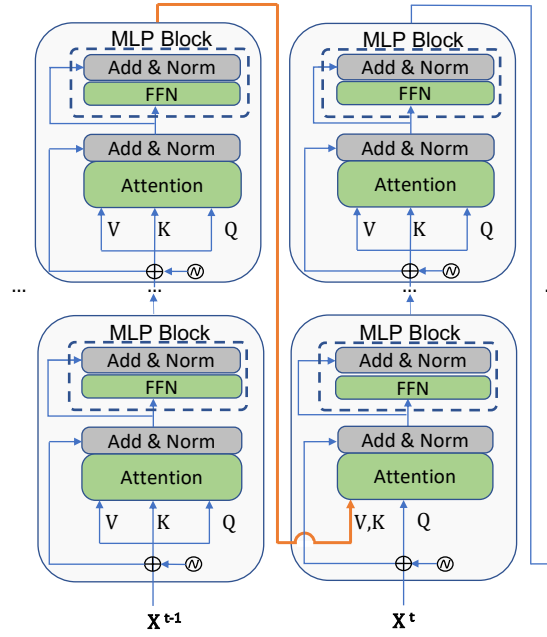 MLP Block
Add & Norm
FFN
Add & Norm
Attention
V K Q
...
...
MLP Block
Add & Norm
FFN
Add & Norm
Attention
V K Q
X t-1
MLP Block
Add & Norm
FFN
Add & Norm
Attention
V K Q
...
MLP Block
Add & Norm
FFN
Add & Norm
Attention
V,K Q
X t